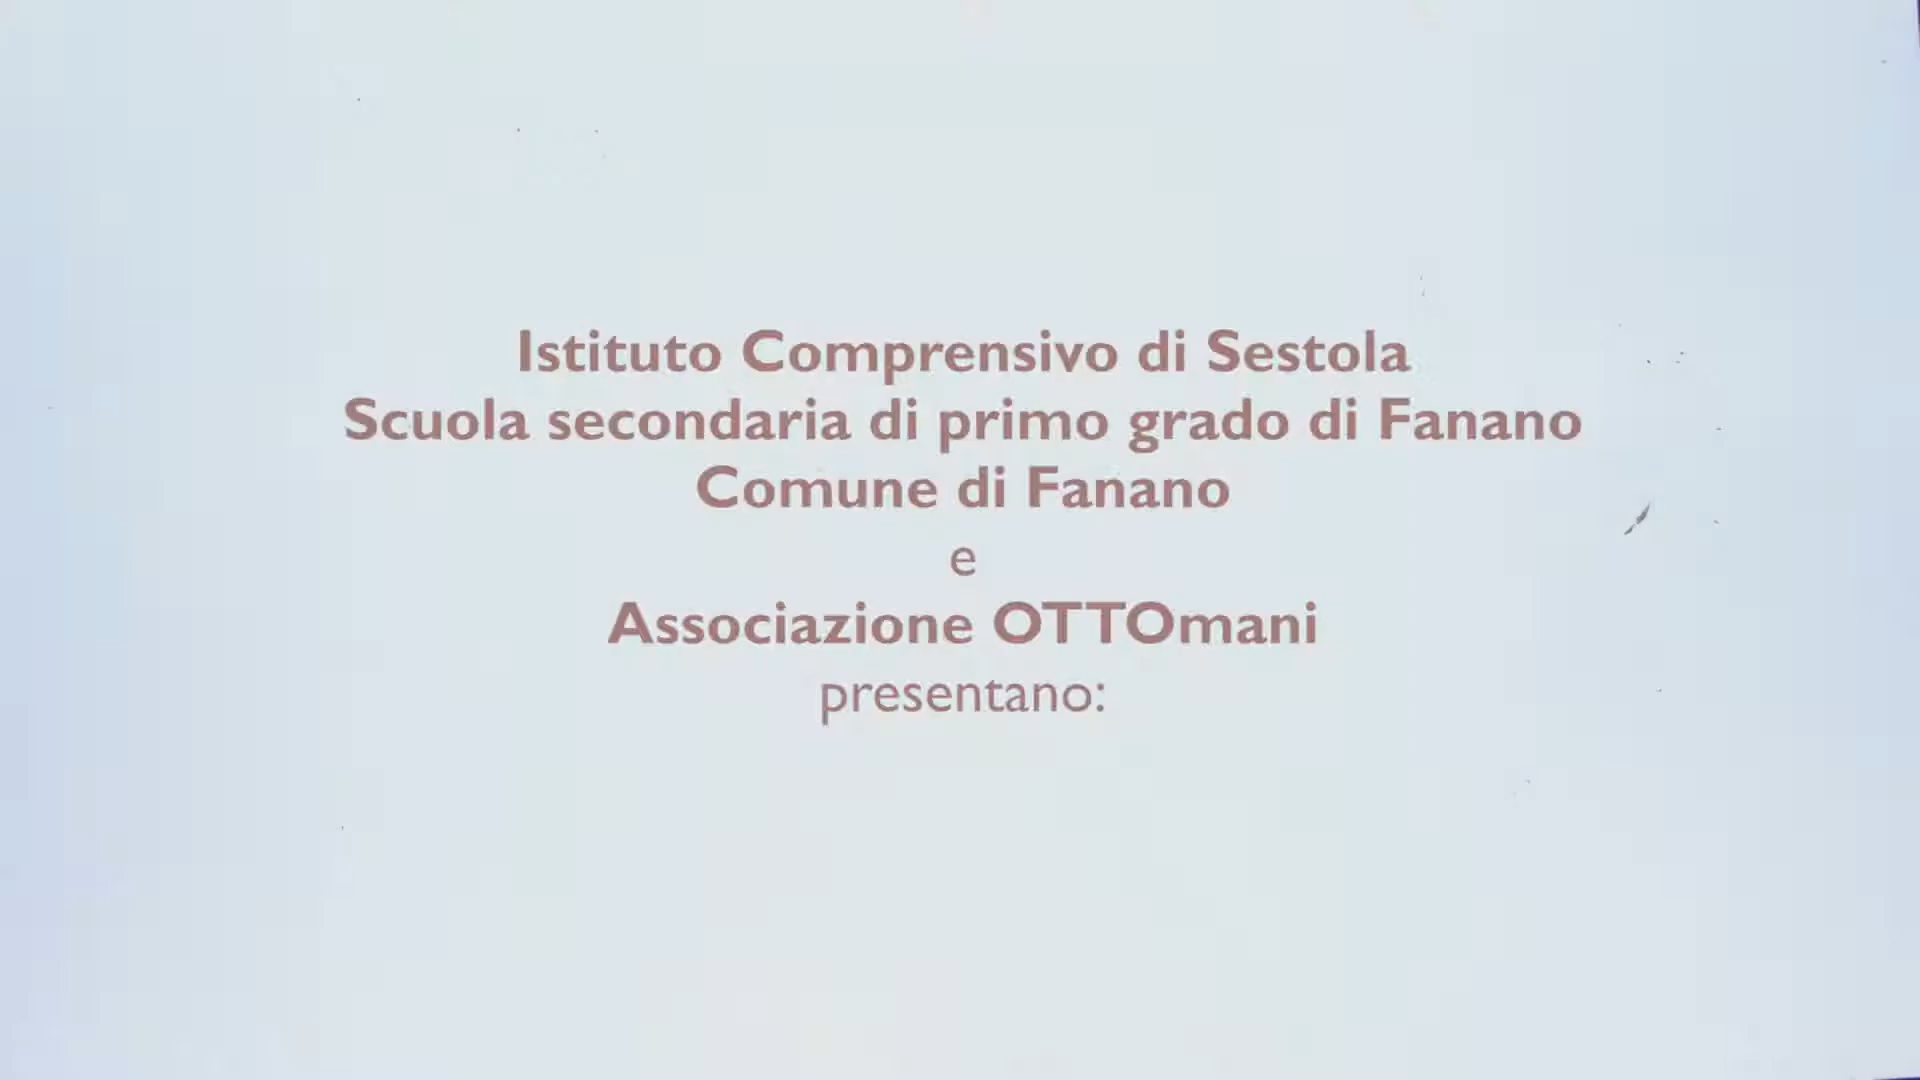 Istituto Comprensivo di Sestola
Scuola secondaria di primo grado di Fanano
Comune di Fanano
e
Associazione OTTOmani
presentano: